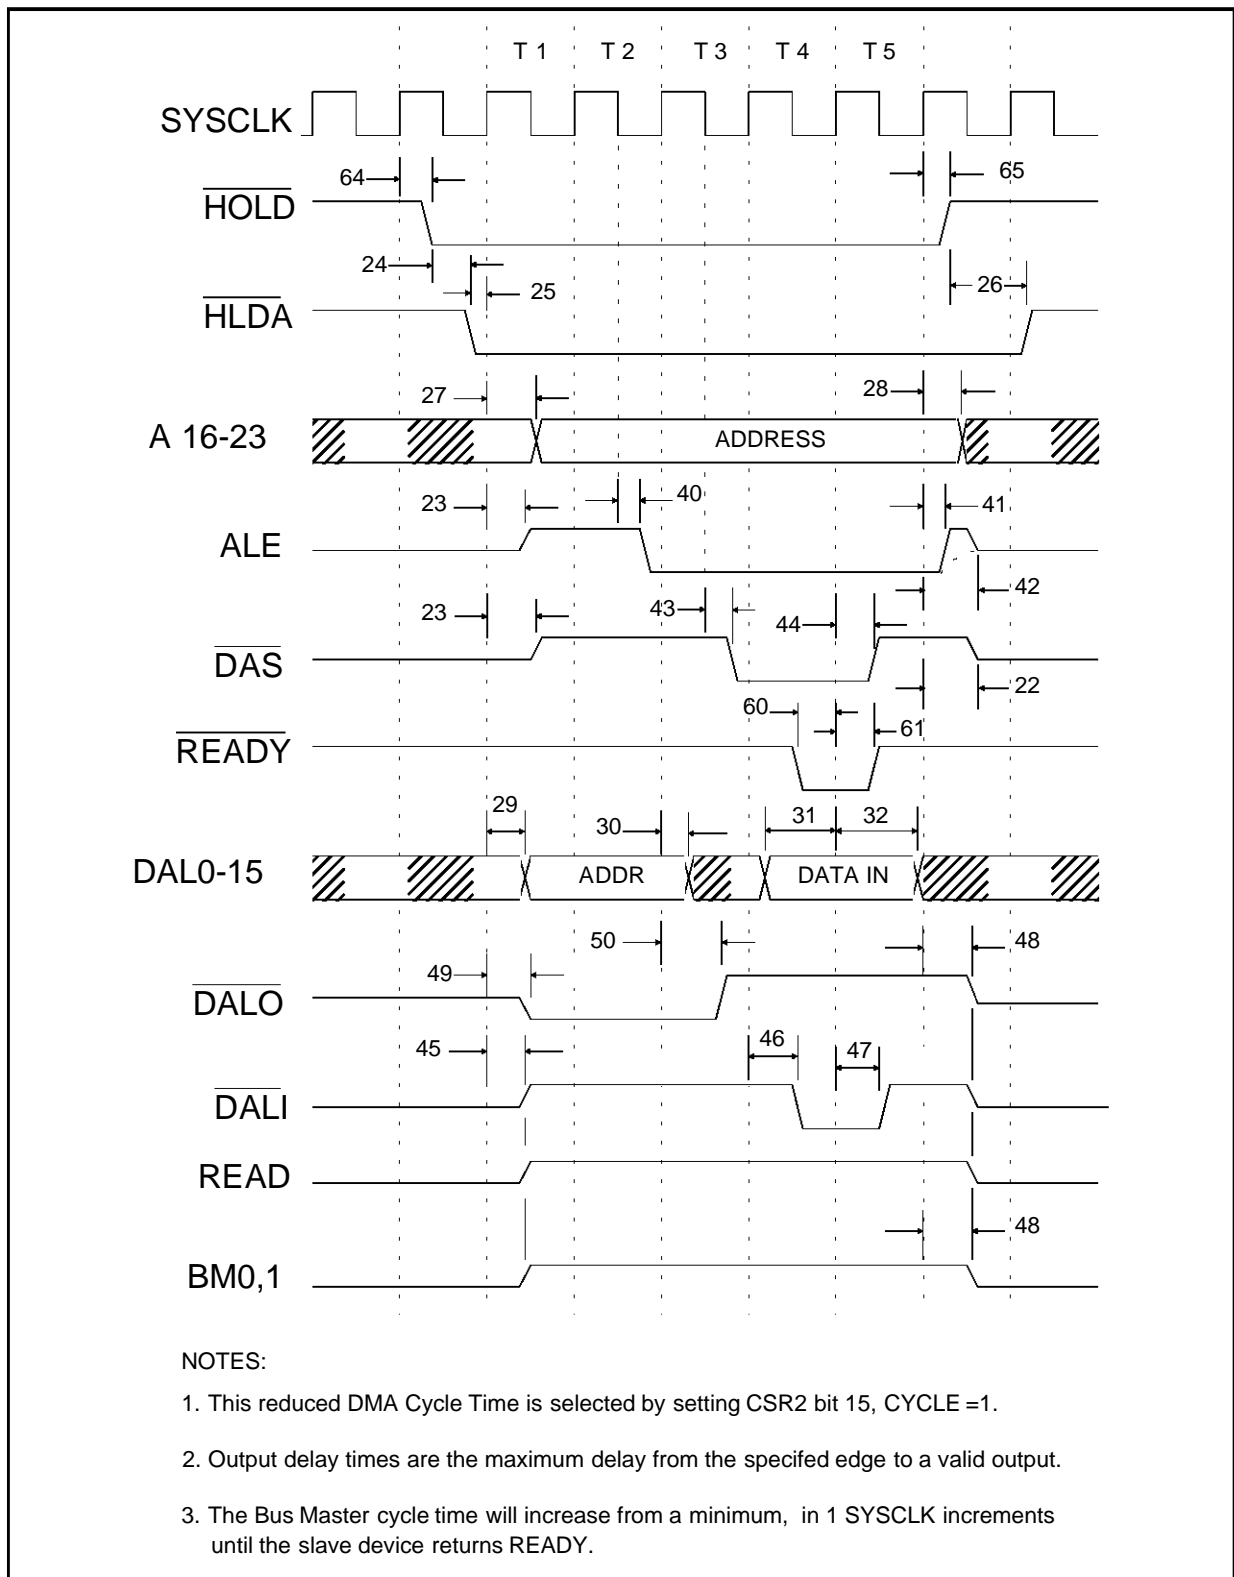 T 1 T 2 T 3 T 4 T 5
SYSCLK
64 65
HOLD
24 25 26
HLDA
27 28
A 16-23 ADDRESS
23 40 41
ALE
42
23 43 44
DAS
22
60 61
READY
29 30 31 32
DAL0-15 ADDR DATA IN
50 48
49
DALO
45 46 47
DALI
READ
48
BM0,1
NOTES:
1. This reduced DMA Cycle Time is selected by setting CSR2 bit 15, CYCLE =1.
2. Output delay times are the maximum delay from the specifed edge to a valid output.
3. The Bus Master cycle time will increase from a minimum, in 1 SYSCLK increments
until the slave device returns READY.